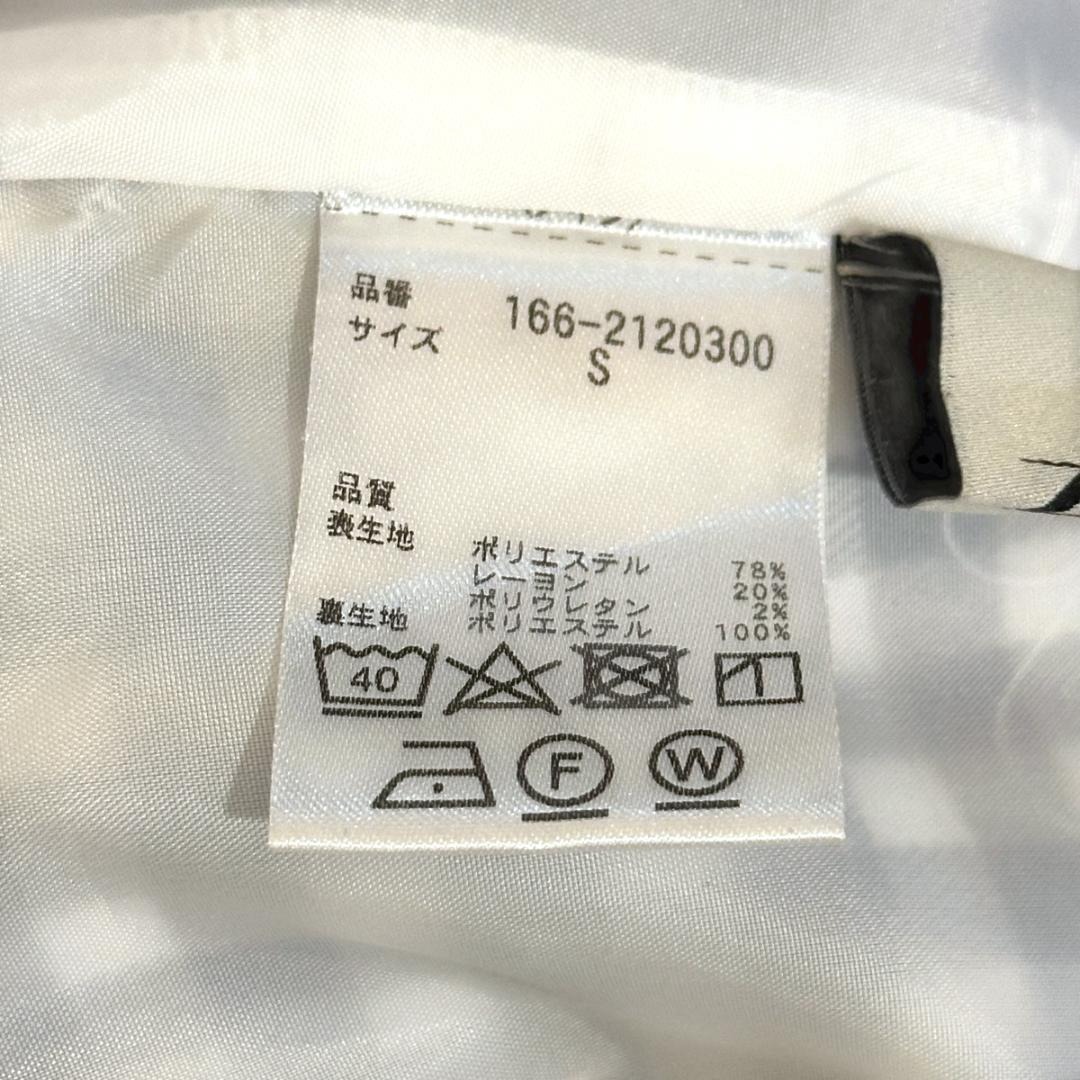 品番 166-2120300
サイズ S
品質
表生地 ポリエステル 78%
レーヨン 20%
ポリウレタン 2%
裏生地 ポリエステル 100%
40
F W